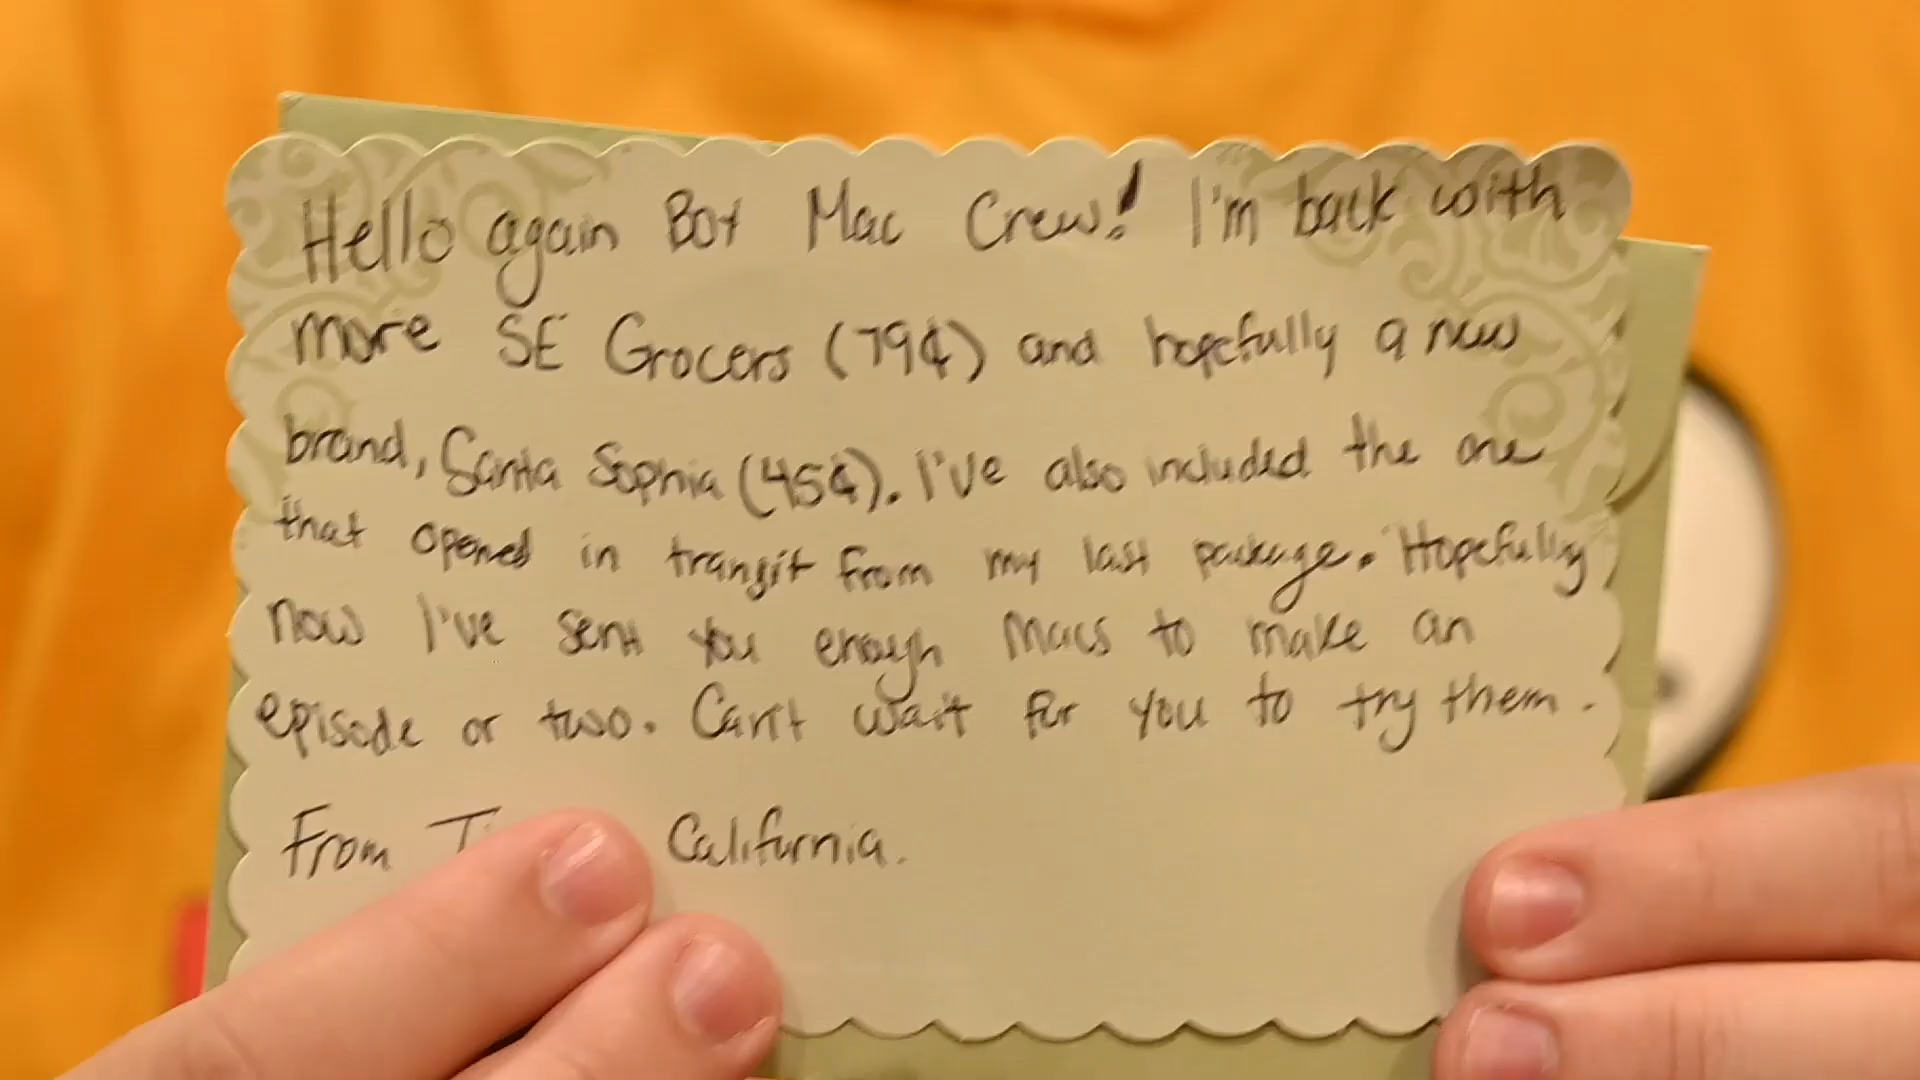 Hello again Box Mac Crew! I'm back with
more SE Grocers (79¢) and hopefully a new
brand, Santa Sophia (45¢). I've also included the one
that opened in transit from my last package. Hopefully
now I've sent you enough Macs to make an
episode or two. Can't wait for you to try them.
From California.